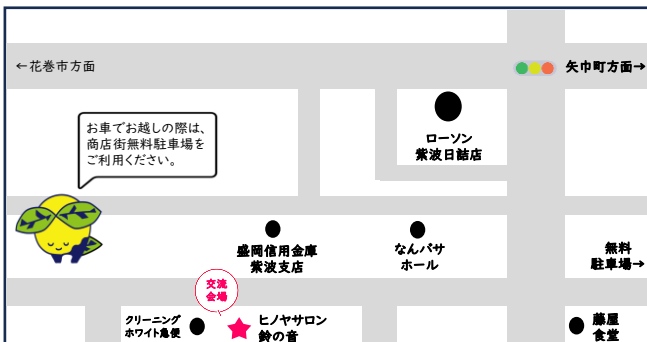 ←花巻市方面
矢巾町方面→
お車でお越しの際は、
商店街無料駐車場を
ご利用ください。
ローソン
紫波日詰店
盛岡信用金庫
紫波支店
なんバサ
ホール
無料
駐車場→
交流
会場
クリーニング
ホワイト急便
ヒノヤサロン
鈴の音
藤屋
食堂